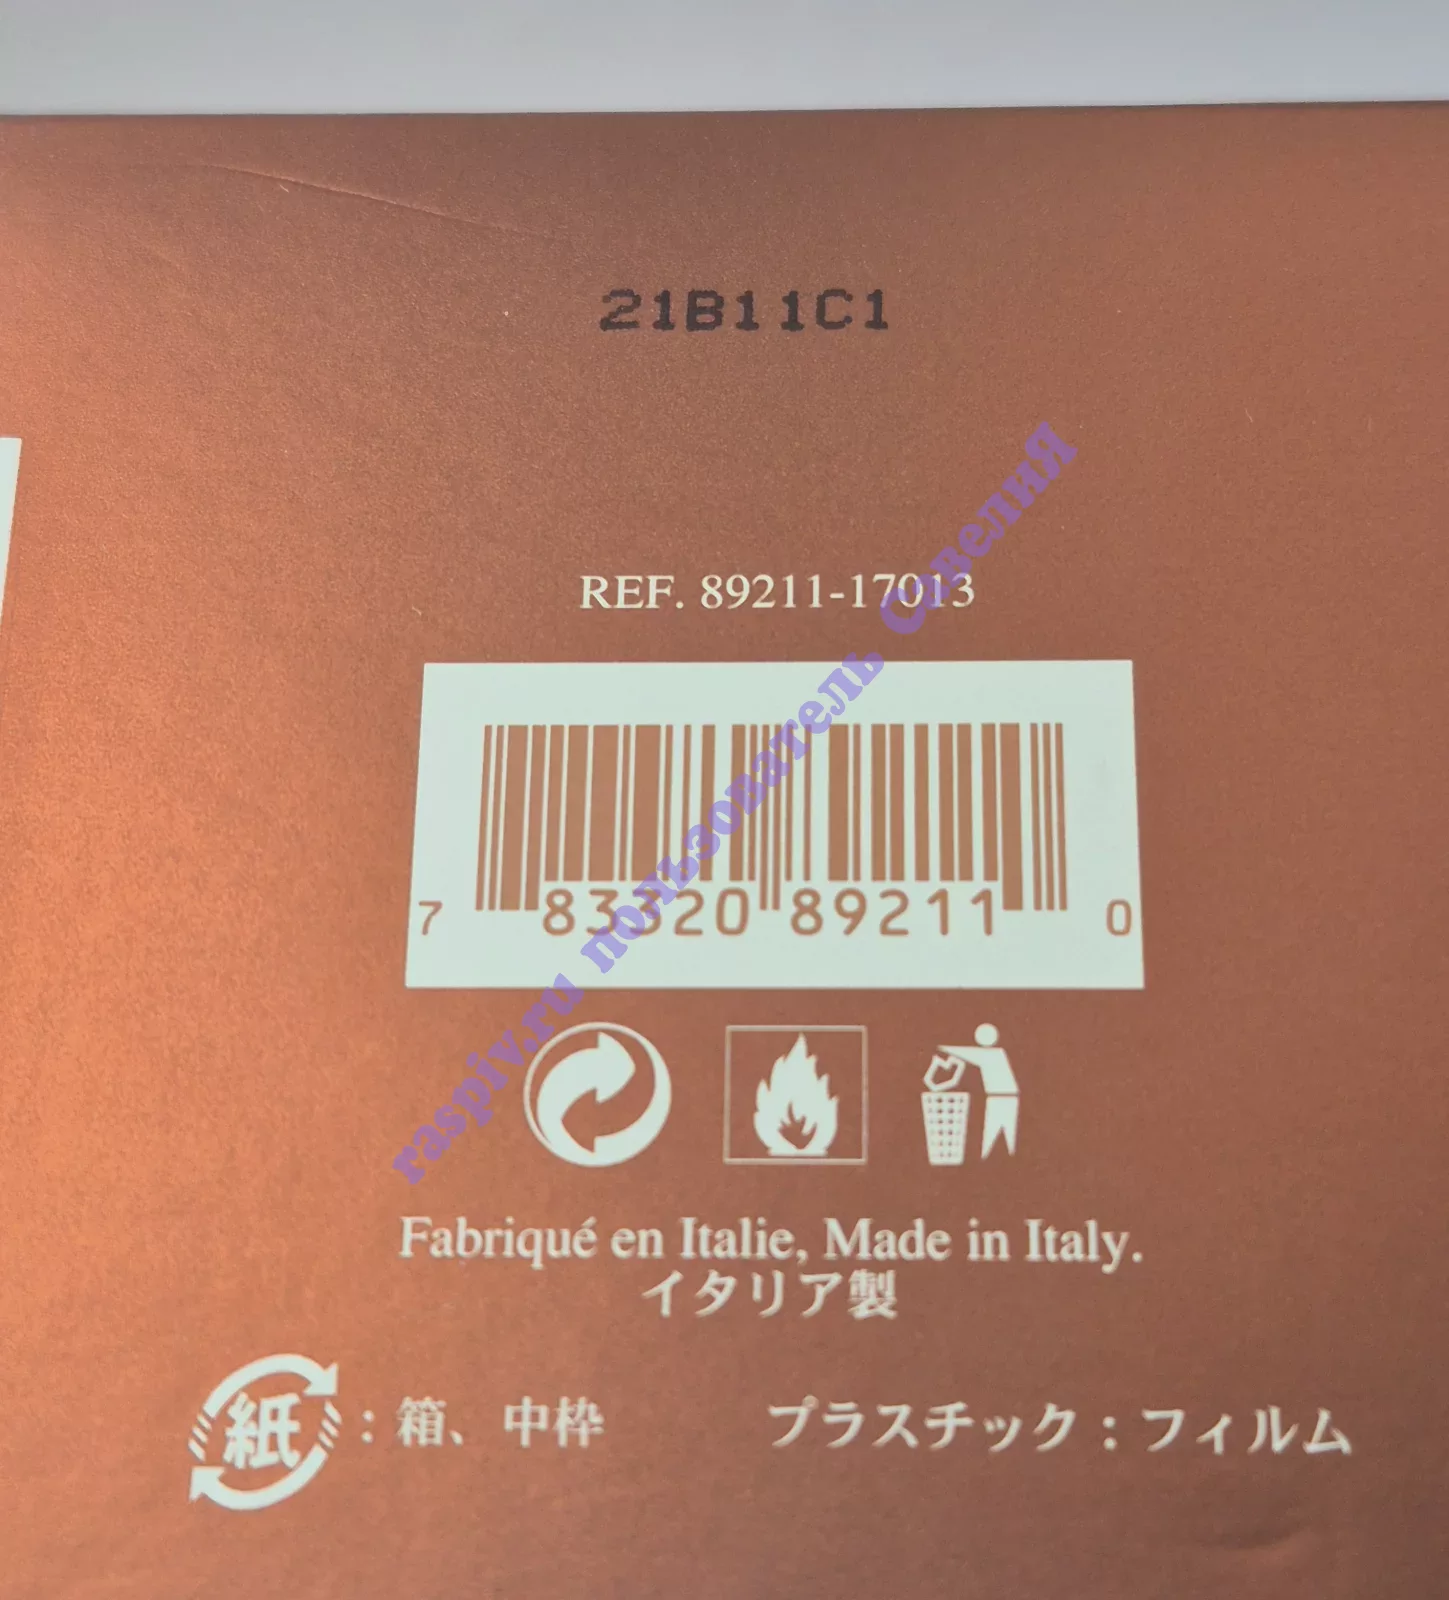 21B11C1
REF. 89211-17013
7 83320 89211 0
raspiv.ru пользователь СавелиЯ
Fabriqué en Italie, Made in Italy.
イタリア製
紙：箱、中枠
プラスチック：フィルム